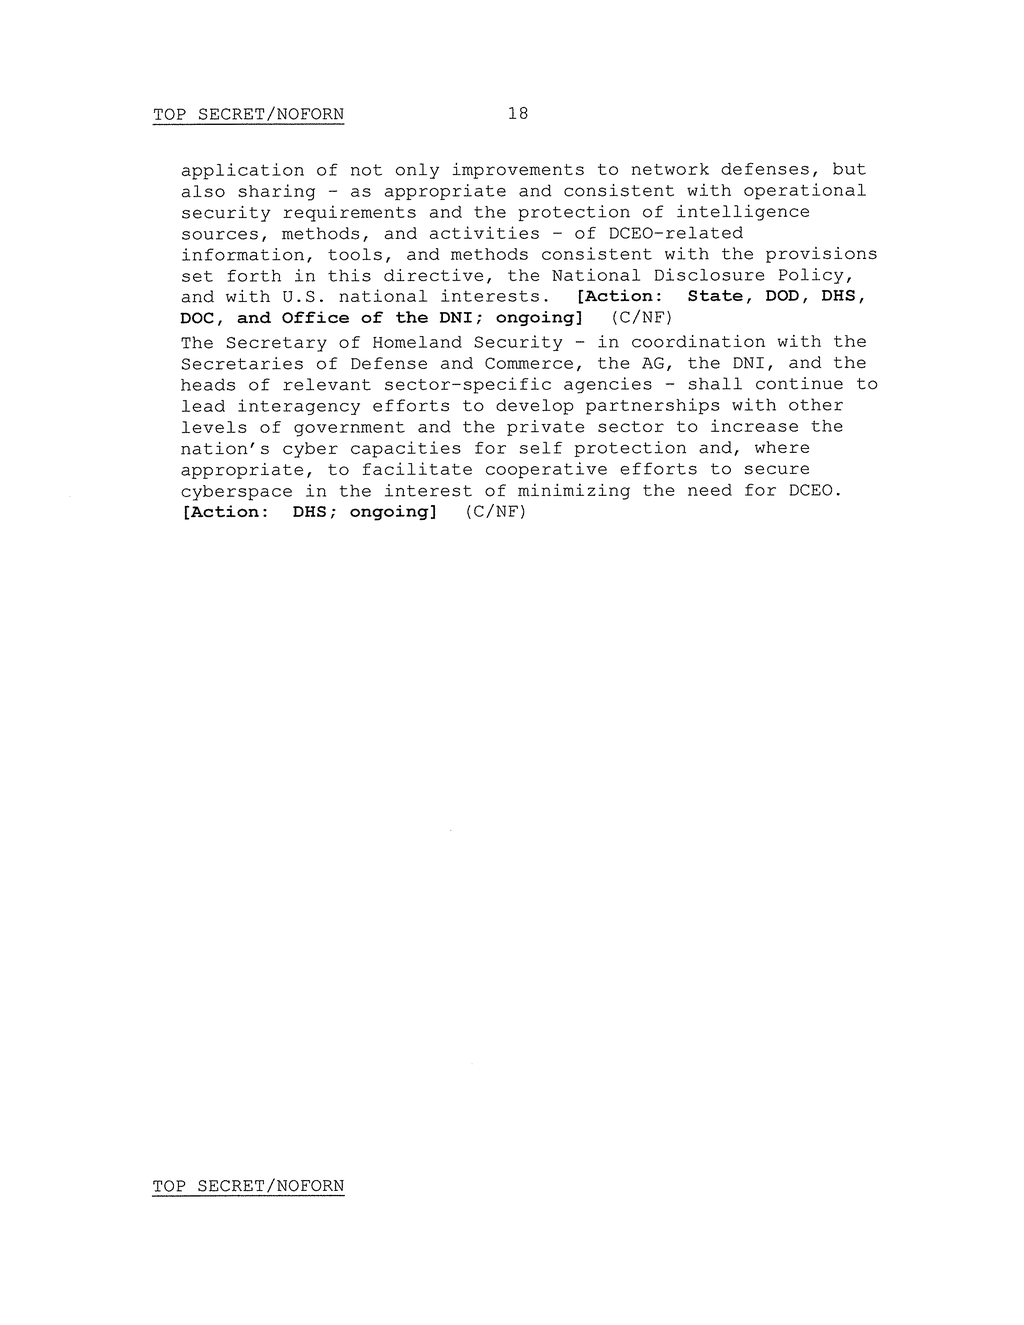 TOP SECRET/NOFORN 18
application of not only improvements to network defenses, but
also sharing - as appropriate and consistent with operational
security requirements and the protection of intelligence
sources, methods, and activities - of DCEO-related
information, tools, and methods consistent with the provisions
set forth in this directive, the National Disclosure Policy,
and with U.S. national interests. [Action: State, DOD, DHS,
DOC, and Office of the DNI; ongoing] (C/NF)
The Secretary of Homeland Security - in coordination with the
Secretaries of Defense and Commerce, the AG, the DNI, and the
heads of relevant sector-specific agencies - shall continue to
lead interagency efforts to develop partnerships with other
levels of government and the private sector to increase the
nation's cyber capacities for self protection and, where
appropriate, to facilitate cooperative efforts to secure
cyberspace in the interest of minimizing the need for DCEO.
[Action: DHS; ongoing] (C/NF)
TOP SECRET/NOFORN